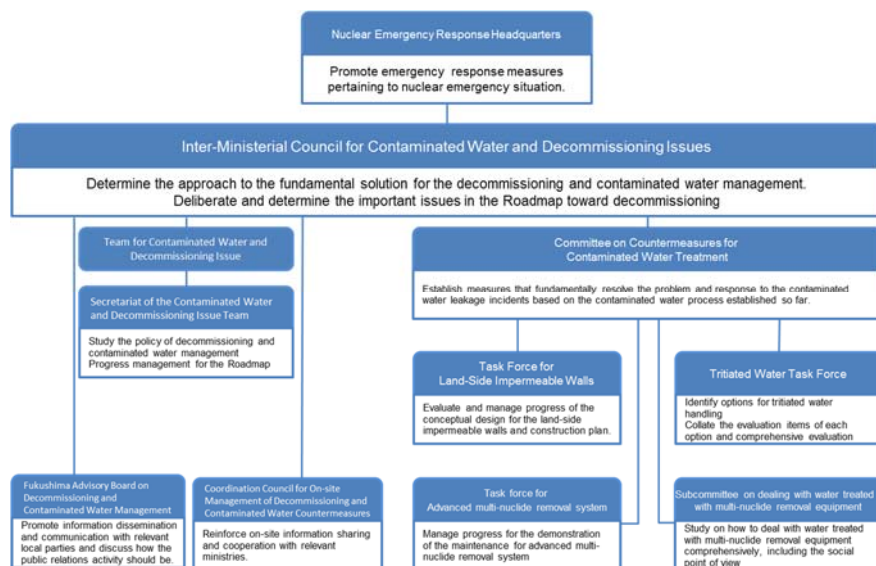 Nuclear Emergency Response Headquarters
Promote emergency response measures
pertaining to nuclear emergency situation.
Inter-Ministerial Council for Contaminated Water and Decommissioning Issues
Determine the approach to the fundamental solution for the decommissioning and contaminated water management.
Deliberate and determine the important issues in the Roadmap toward decommissioning
Team for Contaminated Water and
Decommissioning Issue
Secretariat of the Contaminated Water
and Decommissioning Issue Team
Study the policy of decommissioning and
contaminated water management
Progress management for the Roadmap
Committee on Countermeasures for
Contaminated Water Treatment
Establish measures that fundamentally resolve the problem and response to the contaminated
water leakage incidents based on the contaminated water process established so far.
Task Force for
Land-Side Impermeable Walls
Evaluate and manage progress of the
conceptual design for the land-side
impermeable walls and construction plan.
Tritiated Water Task Force
Identify options for tritiated water
handling
Collate the evaluation items of each
option and comprehensive evaluation
Fukushima Advisory Board on
Decommissioning and
Contaminated Water Management
Promote information dissemination
and communication with relevant
local parties and discuss how the
public relations activity should be.
Coordination Council for On-site
Management of Decommissioning and
Contaminated Water Countermeasures
Reinforce on-site information sharing
and cooperation with relevant
ministries.
Task force for
Advanced multi-nuclide removal system
Manage progress for the demonstration
of the maintenance for advanced multi-
nuclide removal system
Subcommittee on dealing with water treated
with multi-nuclide removal equipment
Study on how to deal with water treated
with multi-nuclide removal equipment
comprehensively, including the social
point of view